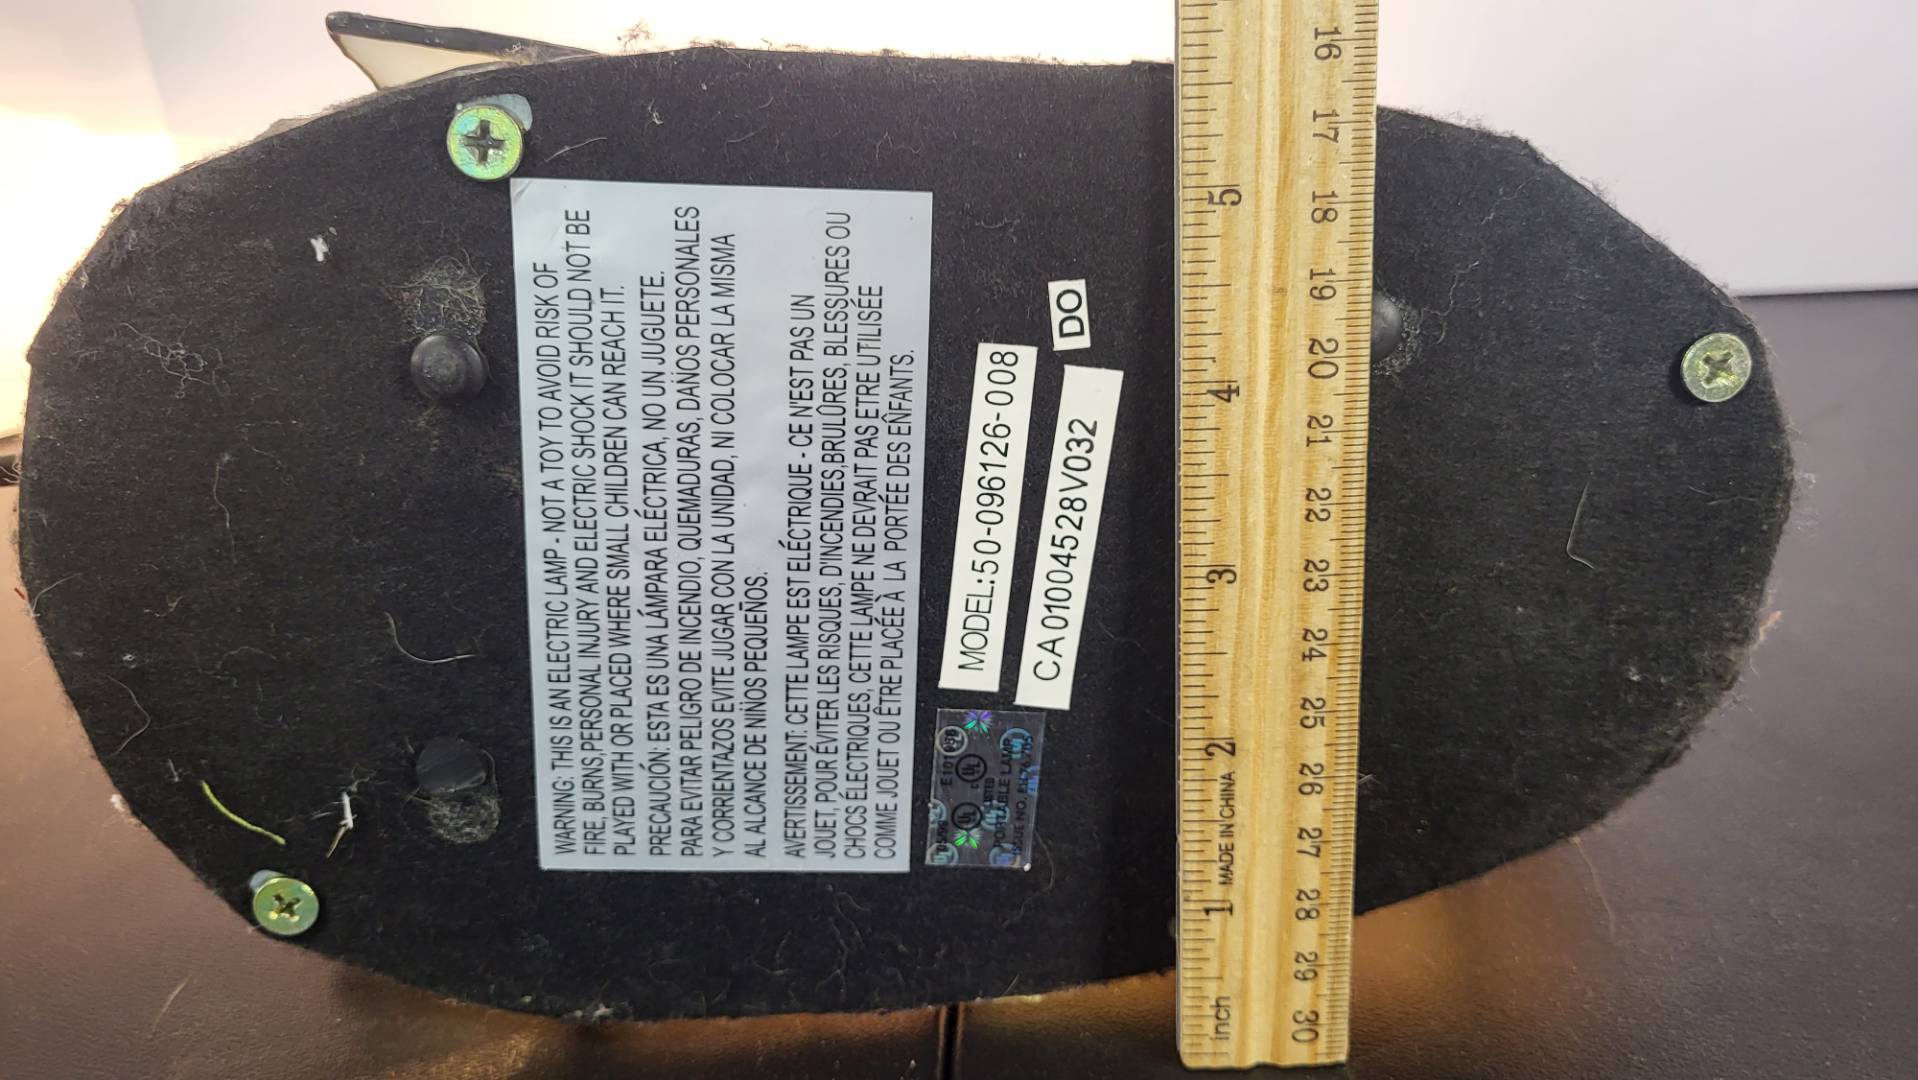 WARNING: THIS IS AN ELECTRIC LAMP - NOT A TOY TO AVOID RISK OF
FIRE, BURNS,PERSONAL INJURY AND ELECTRIC SHOCK IT SHOULD NOT BE
PLAYED WITH OR PLACED WHERE SMALL CHILDREN CAN REACH IT.
PRECAUCIÓN: ESTA ES UNA LÁMPARA ELÉCTRICA, NO UN JUGUETE.
PARA EVITAR PELIGRO DE INCENDIO, QUEMADURAS, DAÑOS PERSONALES
Y CORRIENTAZOS EVITE JUGAR CON LA UNIDAD, NI COLOCAR LA MISMA
AL ALCANCE DE NIÑOS PEQUEÑOS.
AVERTISSEMENT: CETTE LAMPE EST ÉLECTRIQUE - CE N'EST PAS UN
JOUET, POUR ÉVITER LES RISQUES, D'INCENDIES,BRULÛRES, BLESSURES OU
CHOCS ÉLECTRIQUES, CETTE LAMPE NE DEVRAIT PAS ETRE UTILISÉE
COMME JOUET OU ÊTRE PLACÉE À LA PORTÉE DES ENFANTS.
MODEL:50-096126-008
CA01004528V032
DO
UL
LISTED
PORTABLE LAMP
ISSUE NO.
inch 1 MADE IN CHINA 2 3 4 5
16 17 18 19 20 21 22 23 24 25 26 27 28 29 30